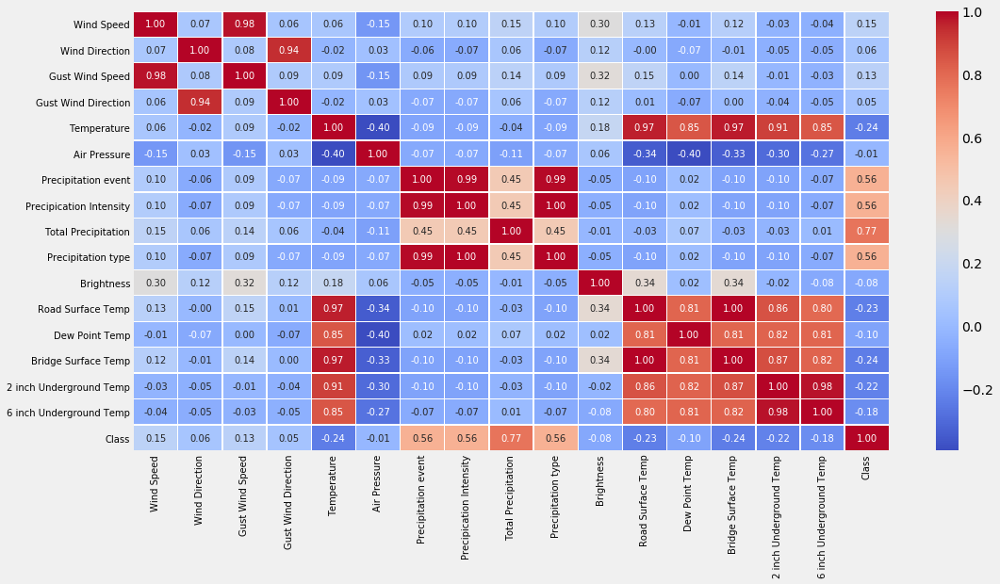 Wind Speed 1.00 0.07 0.98 0.06 0.06 -0.15 0.10 0.10 0.15 0.10 0.30 0.13 -0.01 0.12 -0.03 -0.04 0.15
Wind Direction 0.07 1.00 0.08 0.94 -0.02 0.03 -0.06 -0.07 0.06 -0.07 0.12 -0.00 -0.07 -0.01 -0.05 -0.05 0.06
Gust Wind Speed 0.98 0.08 1.00 0.09 0.09 -0.15 0.09 0.09 0.14 0.09 0.32 0.15 0.00 0.14 -0.01 -0.03 0.13
Gust Wind Direction 0.06 0.94 0.09 1.00 -0.02 0.03 -0.07 -0.07 0.06 -0.07 0.12 0.01 -0.07 0.00 -0.04 -0.05 0.05
Temperature 0.06 -0.02 0.09 -0.02 1.00 -0.40 -0.09 -0.09 -0.04 -0.09 0.18 0.97 0.85 0.97 0.91 0.85 -0.24
Air Pressure -0.15 0.03 -0.15 0.03 -0.40 1.00 -0.07 -0.07 -0.11 -0.07 0.06 -0.34 -0.40 -0.33 -0.30 -0.27 -0.01
Precipitation event 0.10 -0.06 0.09 -0.07 -0.09 -0.07 1.00 0.99 0.45 0.99 -0.05 -0.10 0.02 -0.10 -0.10 -0.07 0.56
Precipication Intensity 0.10 -0.07 0.09 -0.07 -0.09 -0.07 0.99 1.00 0.45 1.00 -0.05 -0.10 0.02 -0.10 -0.10 -0.07 0.56
Total Precipitation 0.15 0.06 0.14 0.06 -0.04 -0.11 0.45 0.45 1.00 0.45 -0.01 -0.03 0.07 -0.03 -0.03 0.01 0.77
Precipitation type 0.10 -0.07 0.09 -0.07 -0.09 -0.07 0.99 1.00 0.45 1.00 -0.05 -0.10 0.02 -0.10 -0.10 -0.07 0.56
Brightness 0.30 0.12 0.32 0.12 0.18 0.06 -0.05 -0.05 -0.01 -0.05 1.00 0.34 0.02 0.34 -0.02 -0.08 -0.08
Road Surface Temp 0.13 -0.00 0.15 0.01 0.97 -0.34 -0.10 -0.10 -0.03 -0.10 0.34 1.00 0.81 1.00 0.86 0.80 -0.23
Dew Point Temp -0.01 -0.07 0.00 -0.07 0.85 -0.40 0.02 0.02 0.07 0.02 0.02 0.81 1.00 0.81 0.82 0.81 -0.10
Bridge Surface Temp 0.12 -0.01 0.14 0.00 0.97 -0.33 -0.10 -0.10 -0.03 -0.10 0.34 1.00 0.81 1.00 0.87 0.82 -0.24
2 inch Underground Temp -0.03 -0.05 -0.01 -0.04 0.91 -0.30 -0.10 -0.10 -0.03 -0.10 -0.02 0.86 0.82 0.87 1.00 0.98 -0.22
6 inch Underground Temp -0.04 -0.05 -0.03 -0.05 0.85 -0.27 -0.07 -0.07 0.01 -0.07 -0.08 0.80 0.81 0.82 0.98 1.00 -0.18
Class 0.15 0.06 0.13 0.05 -0.24 -0.01 0.56 0.56 0.77 0.56 -0.08 -0.23 -0.10 -0.24 -0.22 -0.18 1.00
Wind Speed
Wind Direction
Gust Wind Speed
Gust Wind Direction
Temperature
Air Pressure
Precipitation event
Precipication Intensity
Total Precipitation
Precipitation type
Brightness
Road Surface Temp
Dew Point Temp
Bridge Surface Temp
2 inch Underground Temp
6 inch Underground Temp
Class
1.0
0.8
0.6
0.4
0.2
0.0
−0.2